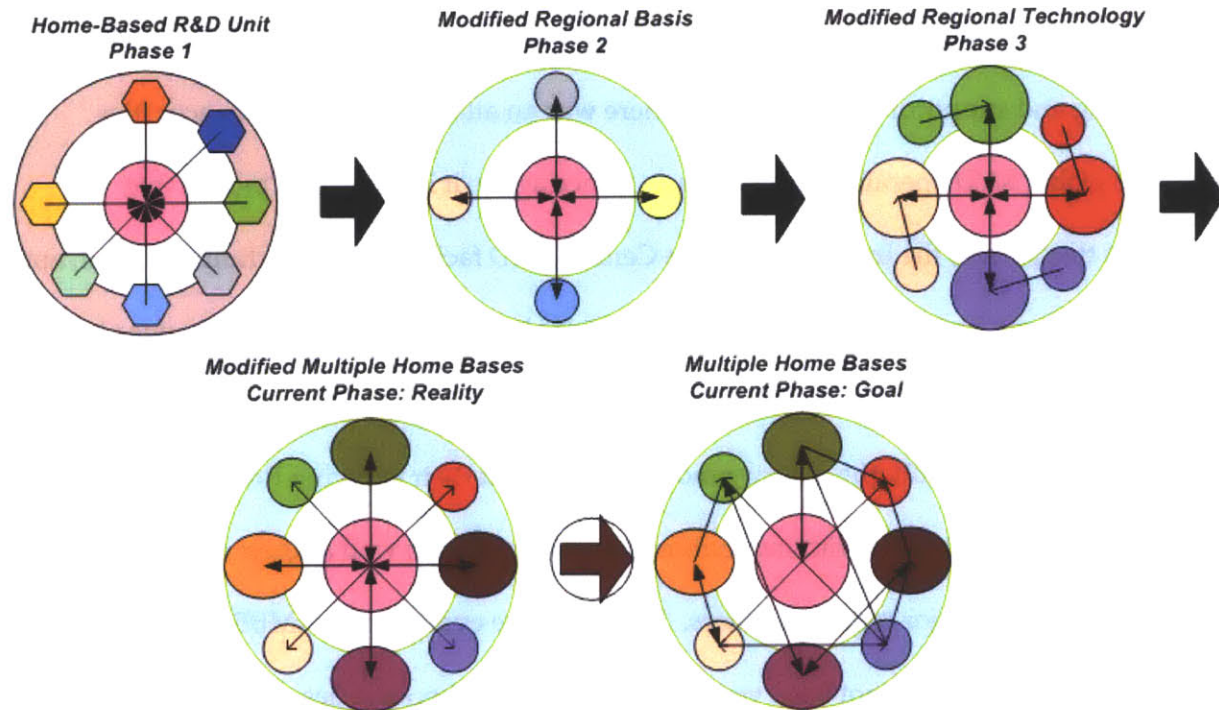 Home-Based R&D Unit
Phase 1
Modified Regional Basis
Phase 2
Modified Regional Technology
Phase 3
Modified Multiple Home Bases
Current Phase: Reality
Multiple Home Bases
Current Phase: Goal